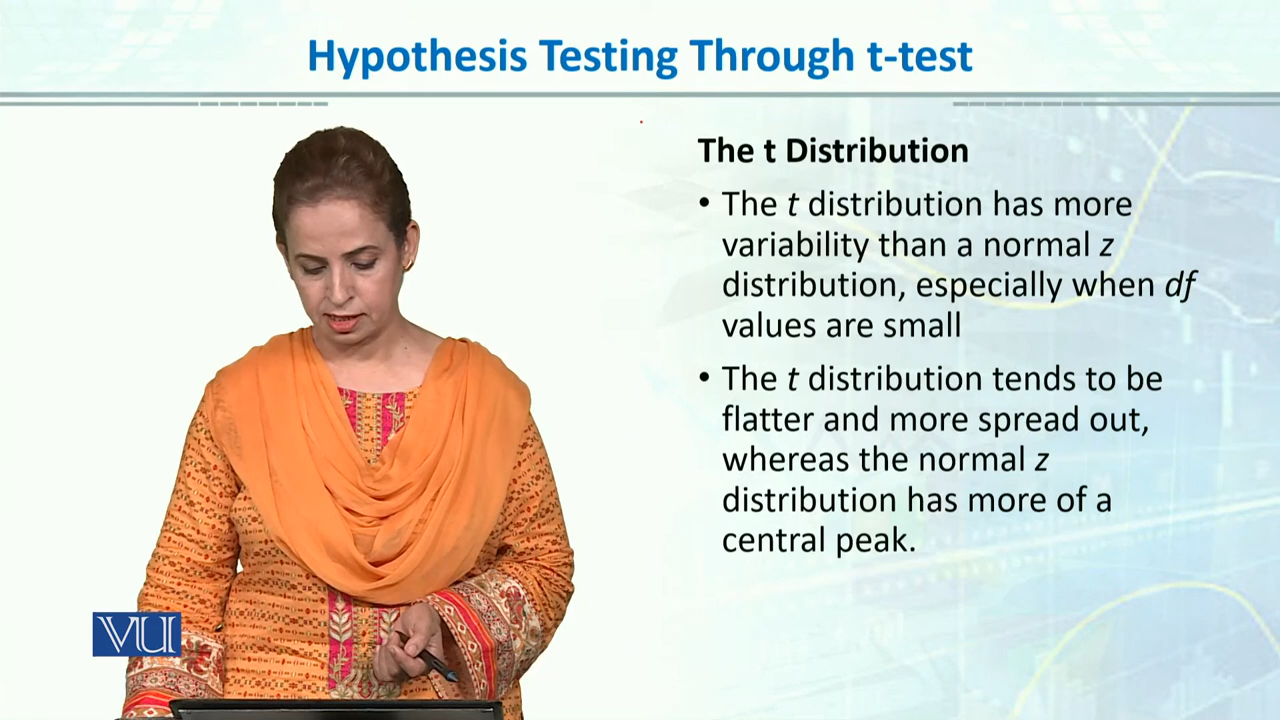 Hypothesis Testing Through t-test
The t Distribution
• The t distribution has more
variability than a normal z
distribution, especially when df
values are small
• The t distribution tends to be
flatter and more spread out,
whereas the normal z
distribution has more of a
central peak.
VU